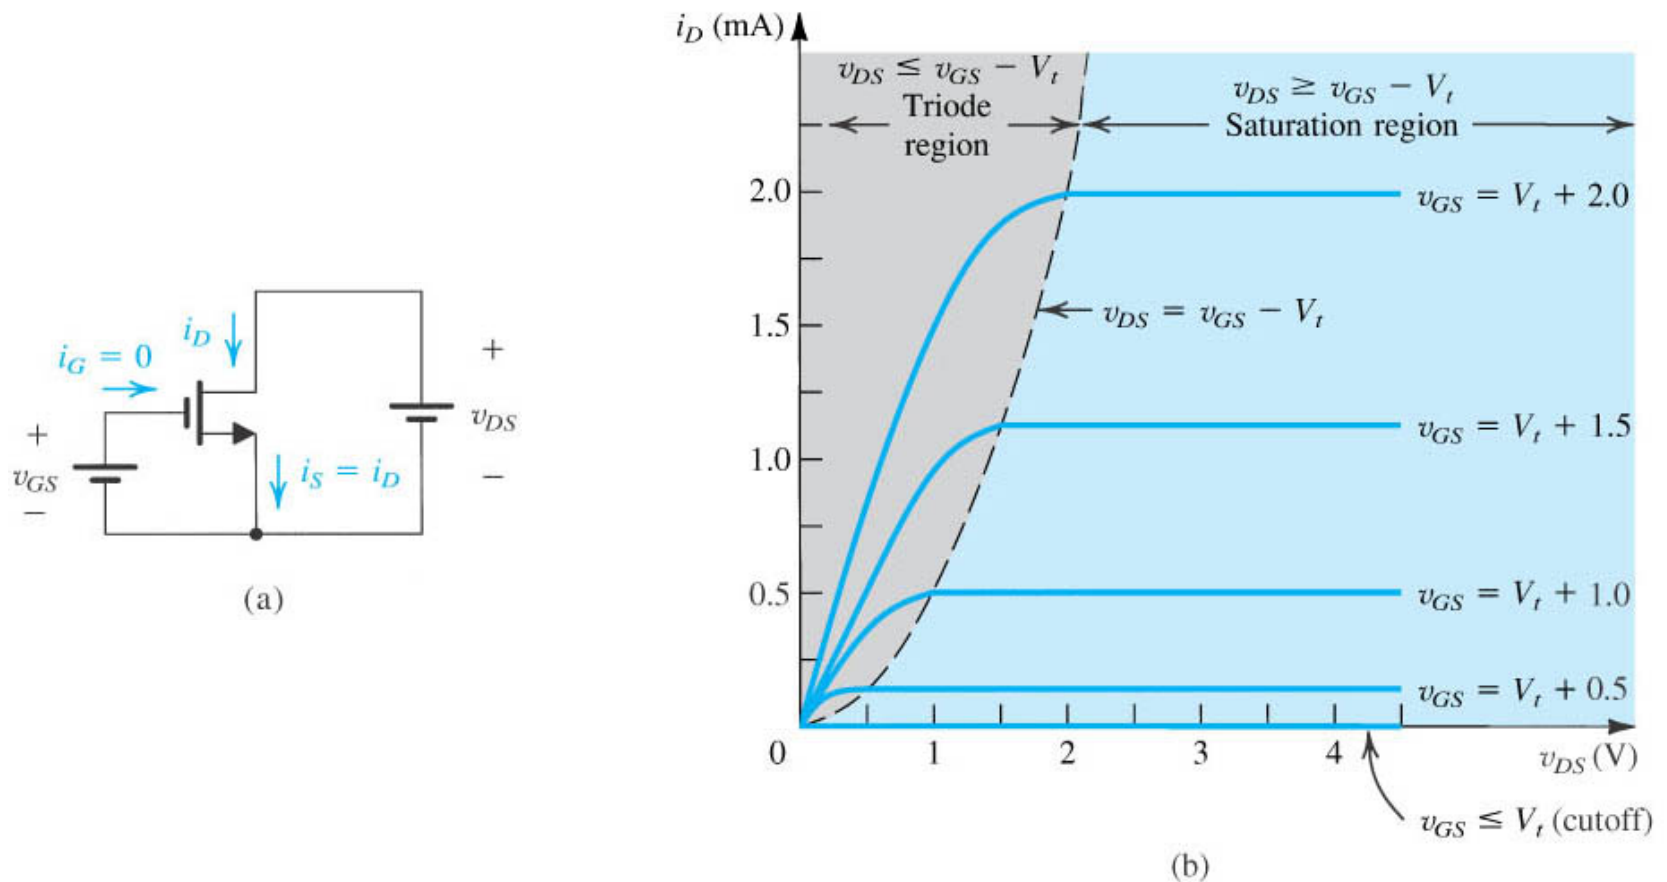 i_G = 0
i_D
+
v_GS
−
i_S = i_D
+
v_DS
−
(a)
i_D (mA)
v_DS ≤ v_GS − V_t
Triode
region
v_DS ≥ v_GS − V_t
Saturation region
2.0
v_GS = V_t + 2.0
1.5
v_DS = v_GS − V_t
1.0
v_GS = V_t + 1.5
0.5
v_GS = V_t + 1.0
v_GS = V_t + 0.5
0
1
2
3
4
v_DS (V)
v_GS ≤ V_t (cutoff)
(b)